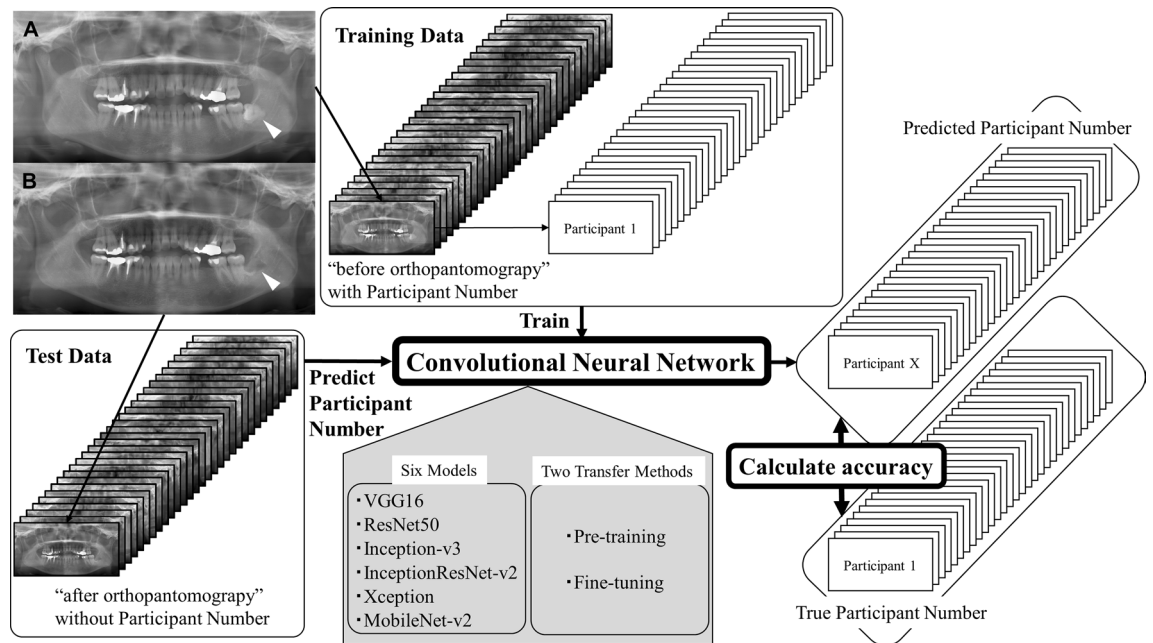 A
B
Training Data
Participant 1
“before orthopantomograpy”
with Participant Number
Train
Test Data
“after orthopantomograpy”
without Participant Number
Predict
Participant
Number
Convolutional Neural Network
Six Models
・VGG16
・ResNet50
・Inception-v3
・InceptionResNet-v2
・Xception
・MobileNet-v2
Two Transfer Methods
・Pre-training
・Fine-tuning
Predicted Participant Number
Participant X
Calculate accuracy
Participant 1
True Participant Number